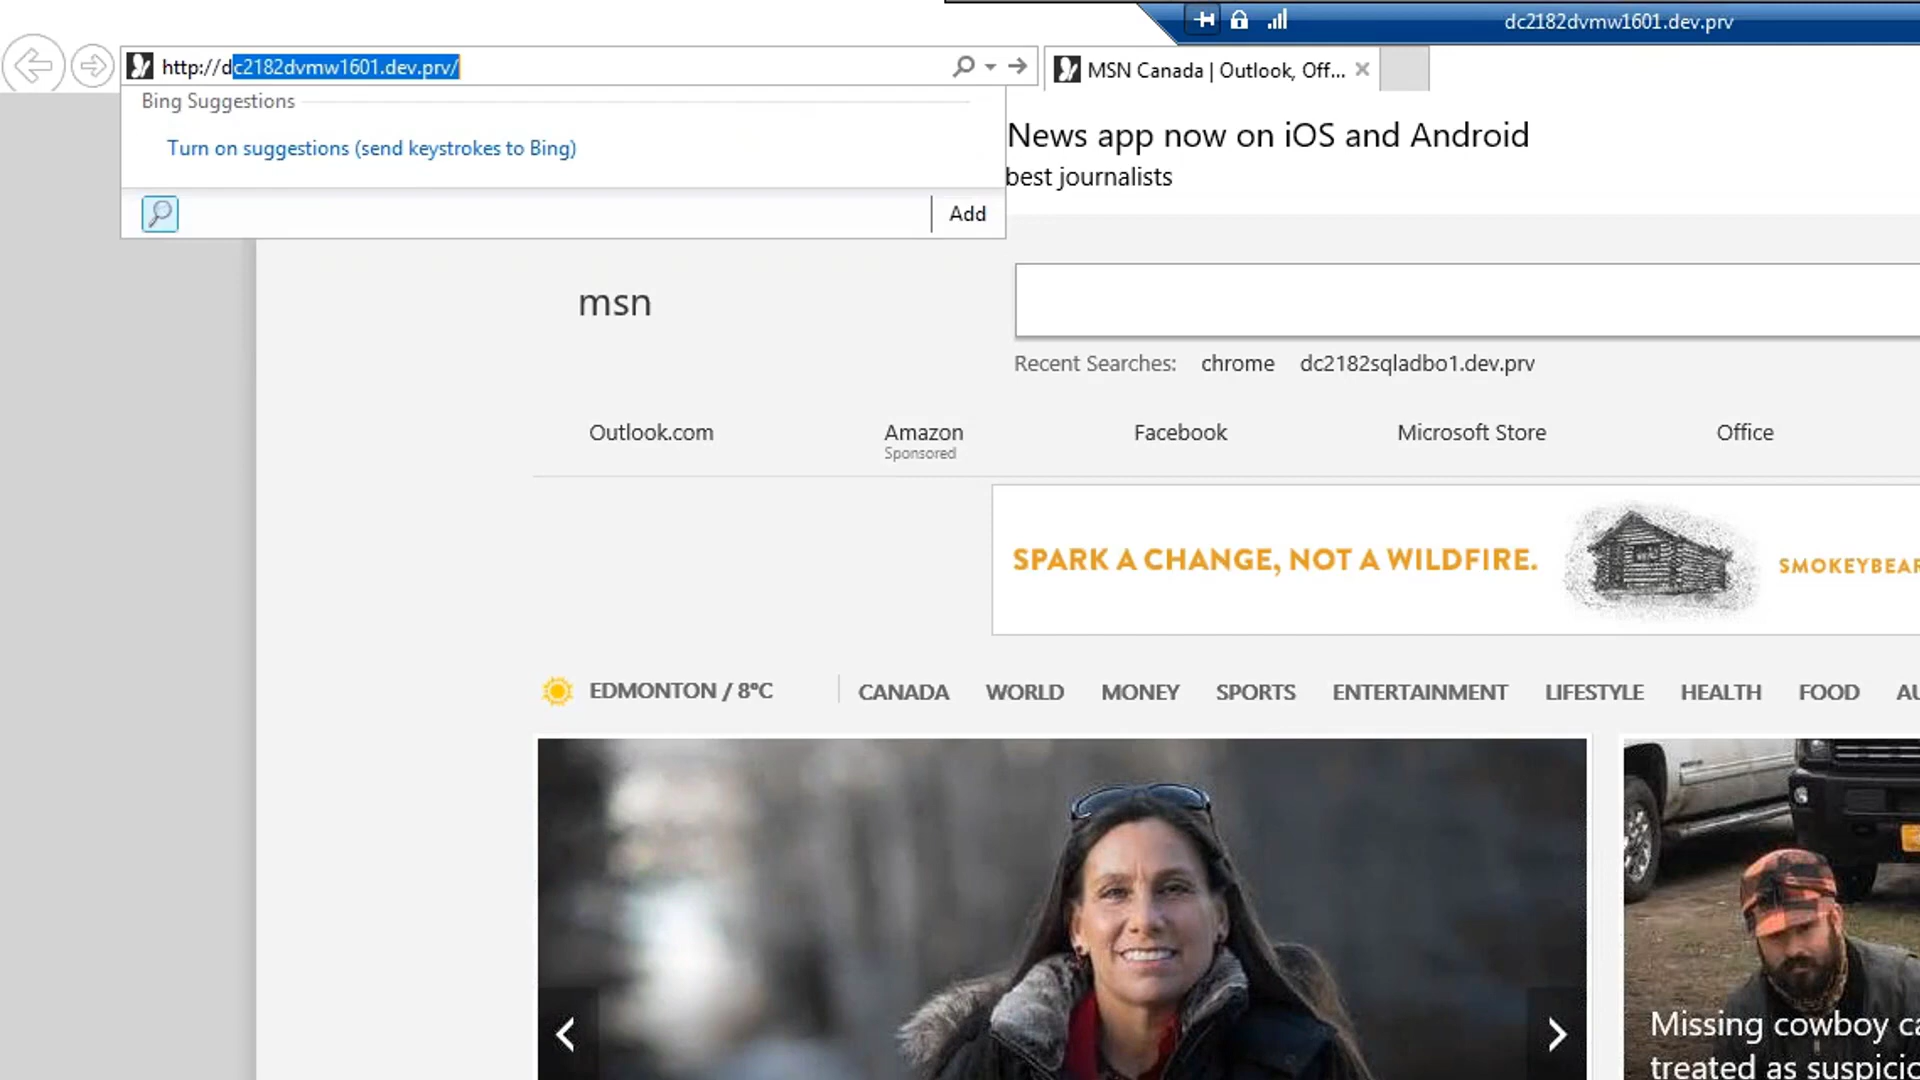 dc2182dvmw1601.dev.prv
http://dc2182dvmw1601.dev.prv/
MSN Canada | Outlook, Off...
Bing Suggestions
Turn on suggestions (send keystrokes to Bing)
Add
News app now on iOS and Android
best journalists
msn
Recent Searches: chrome dc2182sqladbo1.dev.prv
Outlook.com
Amazon
Sponsored
Facebook
Microsoft Store
Office
SPARK A CHANGE, NOT A WILDFIRE.
SMOKEYBEAR
EDMONTON / 8°C
CANADA WORLD MONEY SPORTS ENTERTAINMENT LIFESTYLE HEALTH FOOD
Missing cowboy
treated as